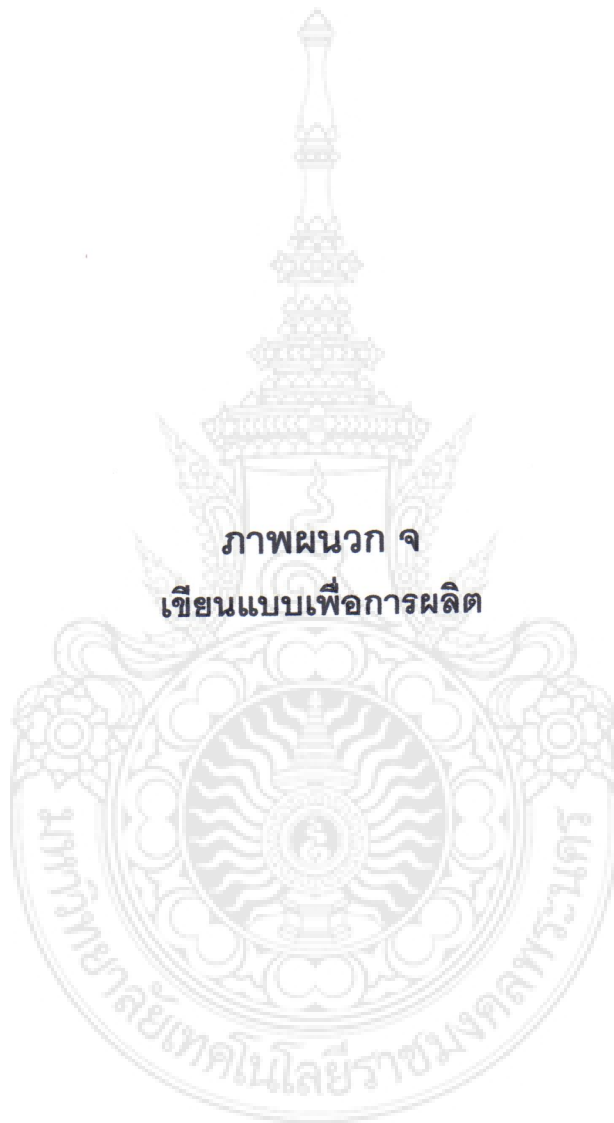 ภาพผนวก จ
เขียนแบบเพื่อการผลิต
มหาวิทยาลัยเทคโนโลยีราชมงคลพระนคร